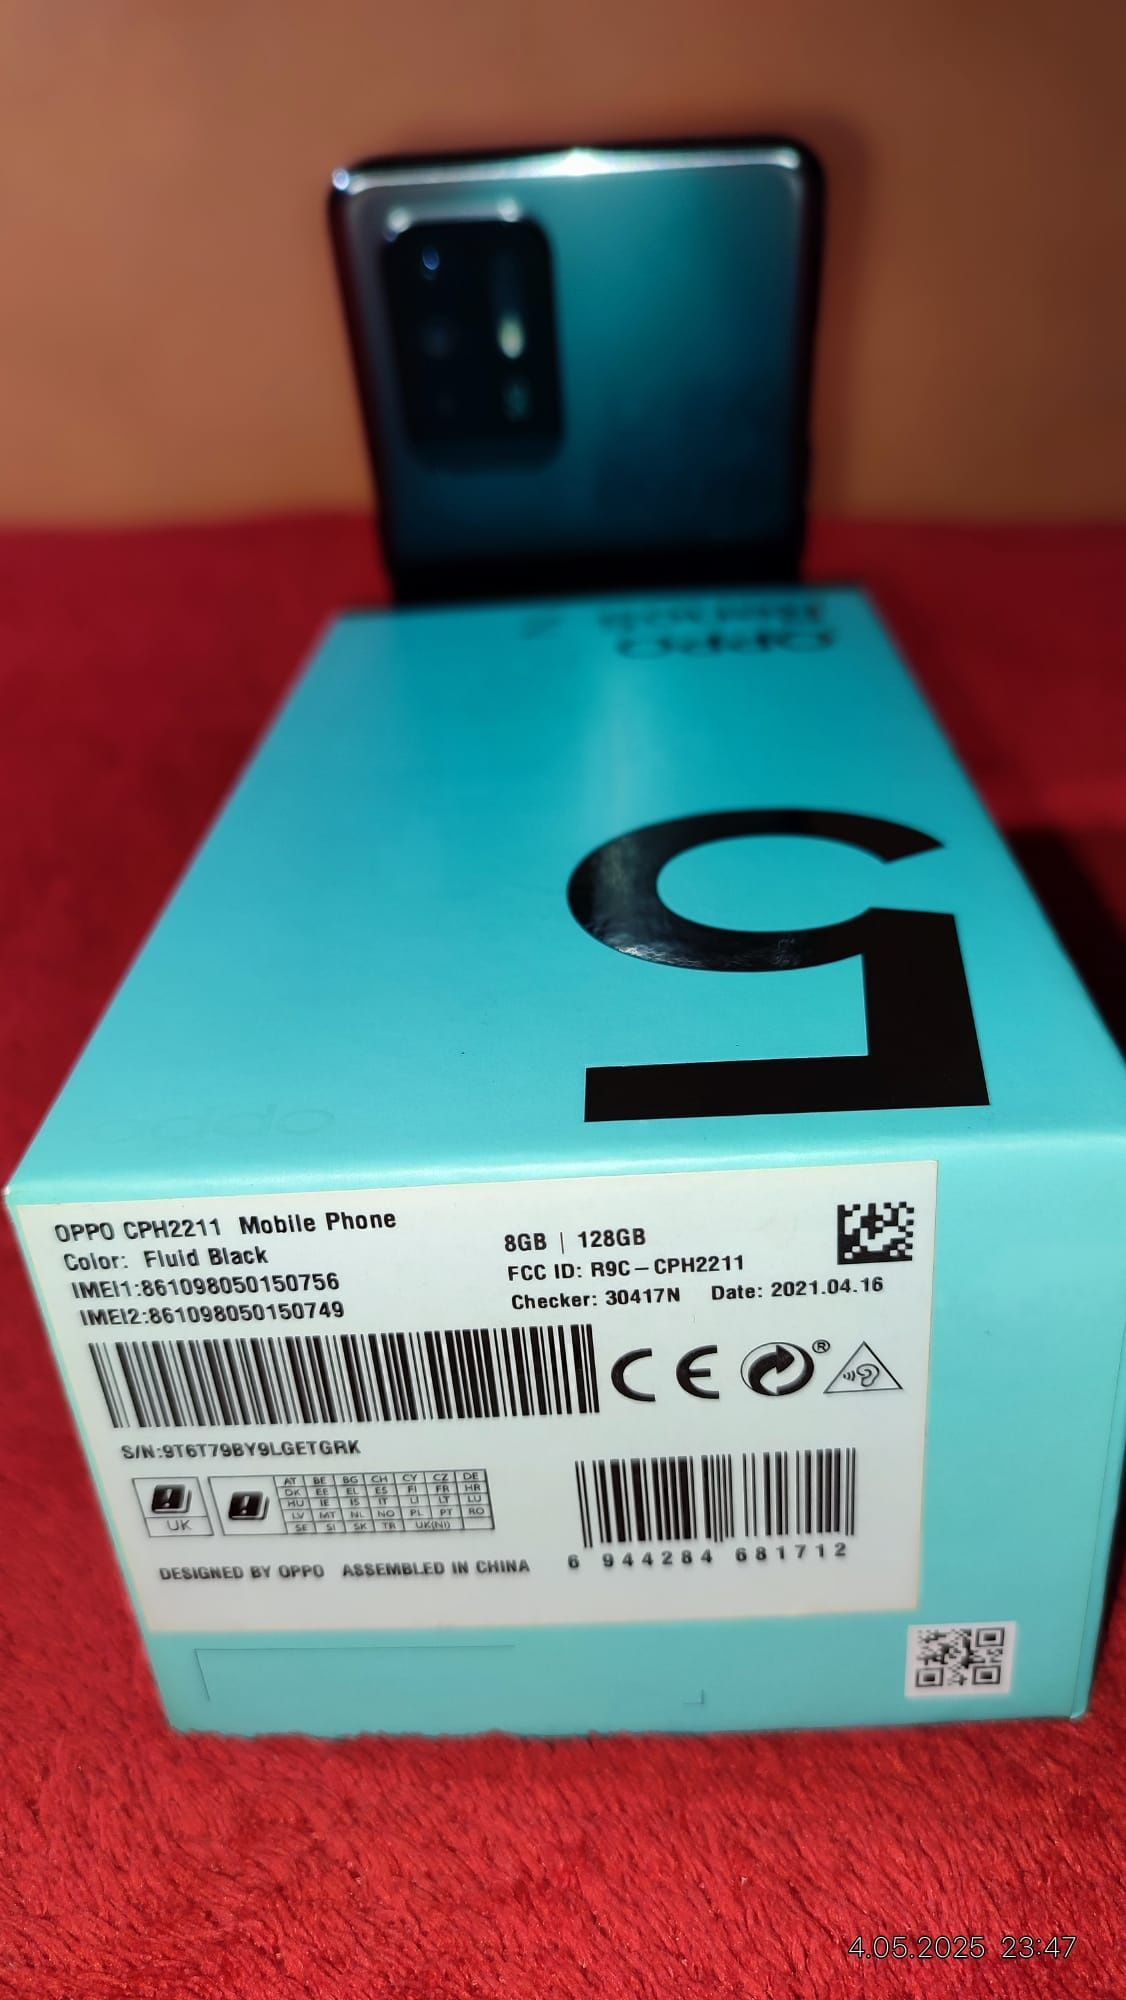 OPPO
5
oppo
OPPO CPH2211 Mobile Phone
Color: Fluid Black
IMEI1:861098050150756
IMEI2:861098050150749
8GB | 128GB
FCC ID: R9C–CPH2211
Checker: 30417N Date: 2021.04.16
CE
®
S/N:9T6T79BY9LGETGRK
UK
AT BE BG CH CY CZ DE
DK EE EL ES FI FR HR
HU IE IS IT LI LT LU
LV MT NL NO PL PT RO
SE SI SK TR UK(NI)
DESIGNED BY OPPO ASSEMBLED IN CHINA
6 944284 681712
4.05.2025 23:47